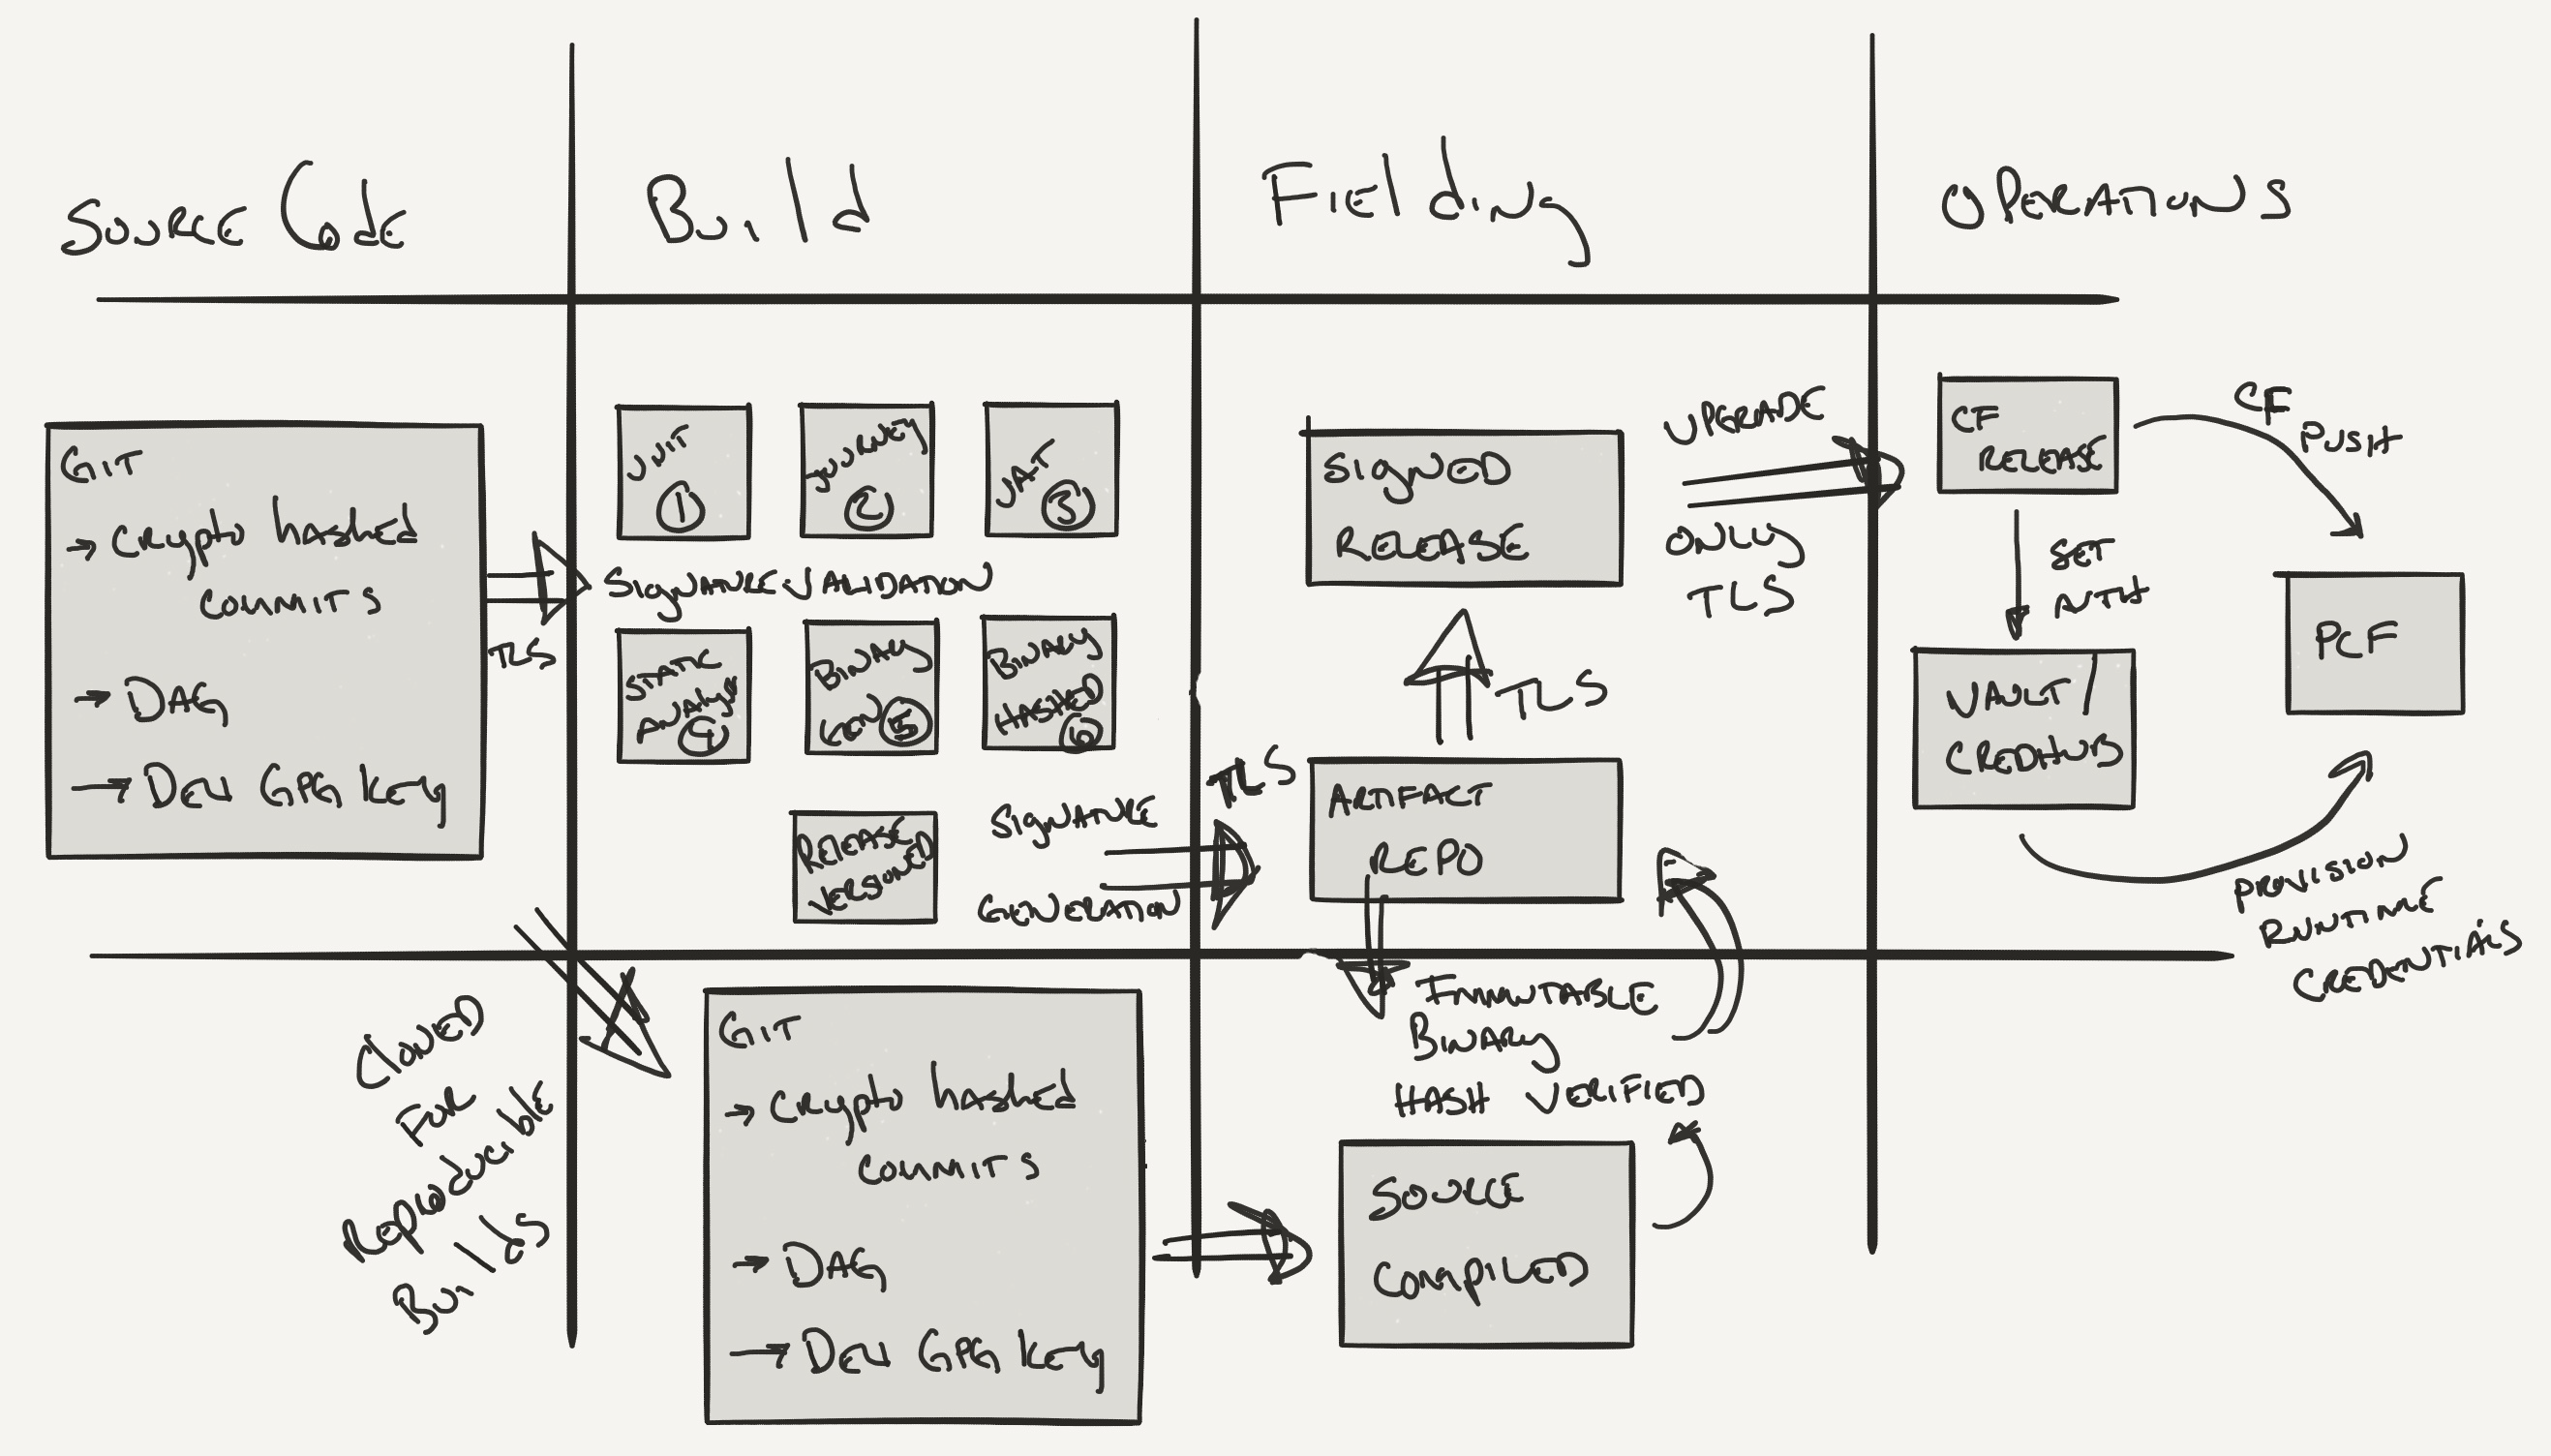 Source Code
Build
Fielding
Operations
Git
→ Crypto hashed
commits
→ DAG
→ Dev GPG key
TLS
Unit
1
Journey
2
UAT
3
Signature Validation
Static
Analysis
4
Binary
Gen 5
Binary
Hashed
6
Release
Versioned
Signature
Generation
TLS
Signed
Release
TLS
Artifact
Repo
Upgrade
Only
TLS
CF
Release
CF
Push
Set
Auth
Vault/
CredHub
PCF
Provision
Runtime
Credentials
Cloned
For
Reproducible
Builds
Git
→ Crypto hashed
commits
→ DAG
→ Dev GPG key
Immutable
Binary
Hash Verified
Source
Compiled